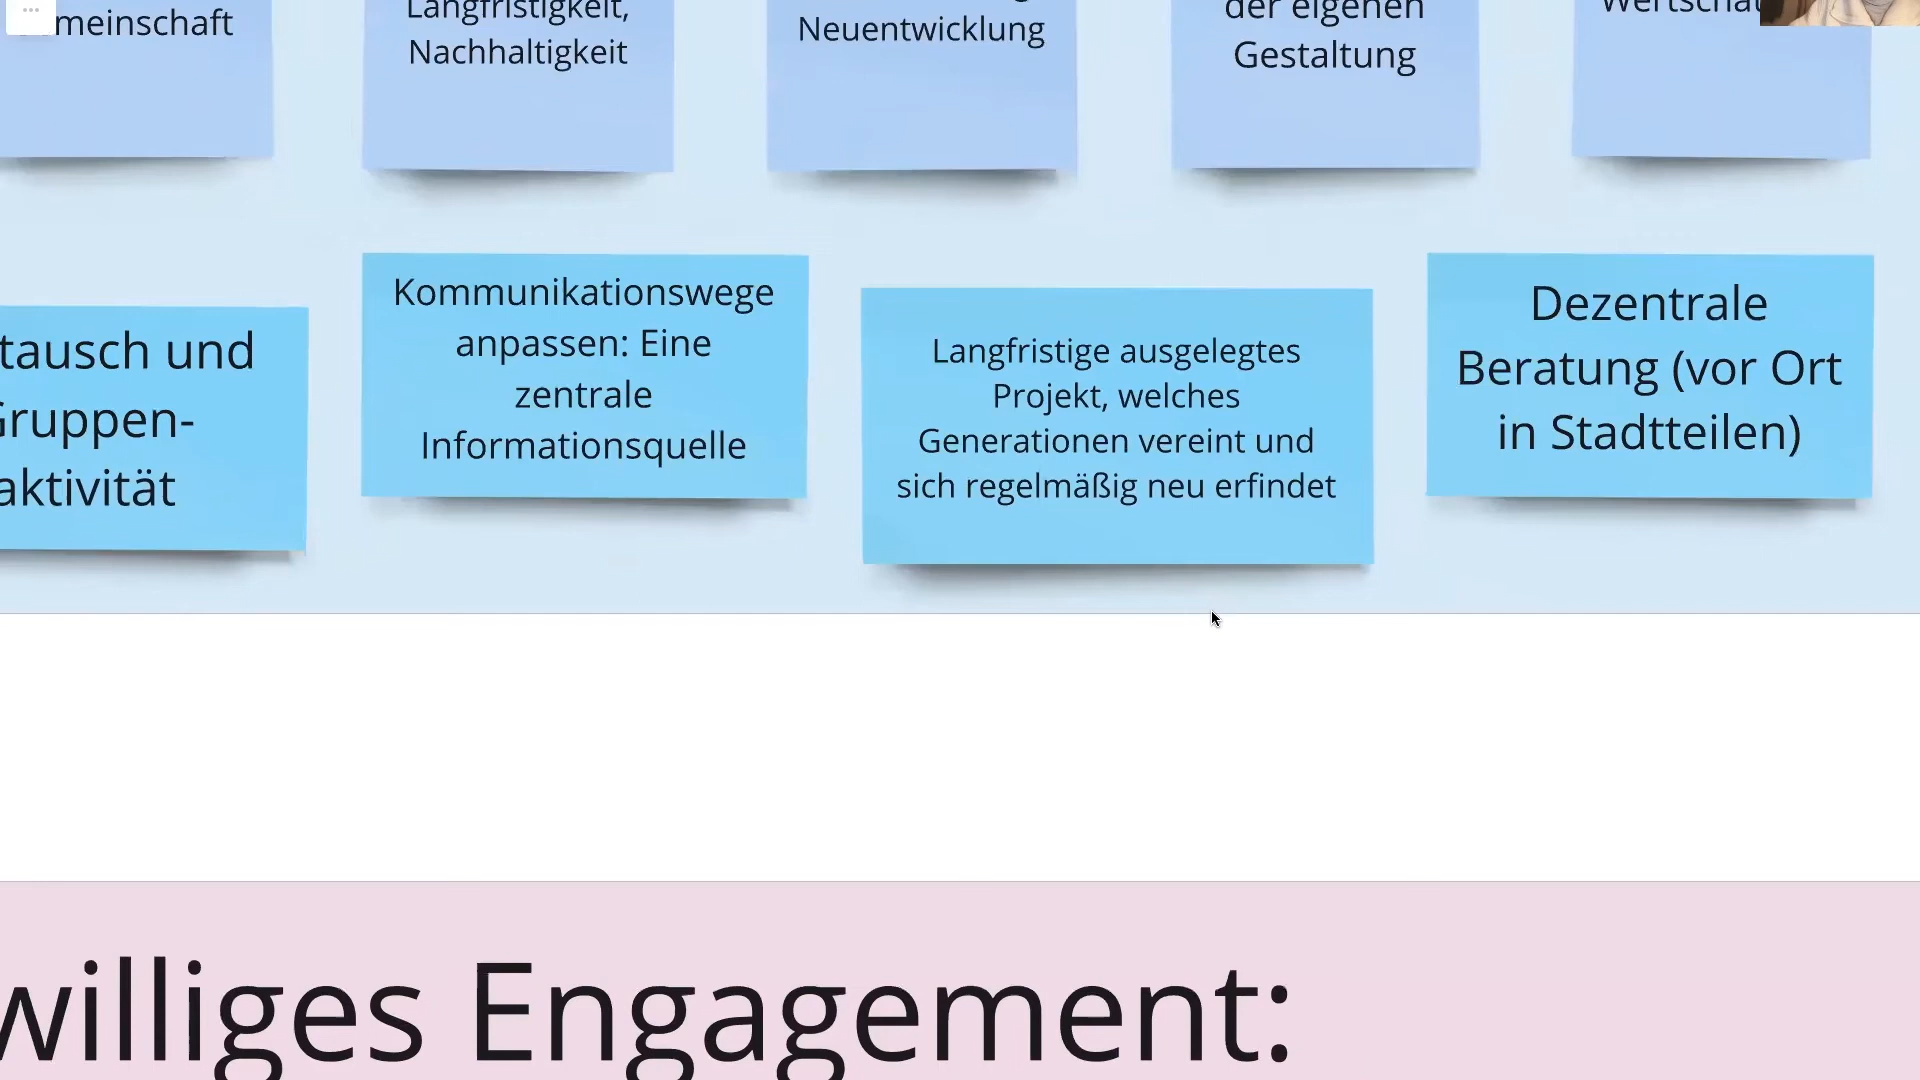 meinschaft
Langfristigkeit,
Nachhaltigkeit
Neuentwicklung
der eigenen
Gestaltung
tausch und
Gruppen-
aktivität
Kommunikationswege
anpassen: Eine
zentrale
Informationsquelle
Langfristige ausgelegtes
Projekt, welches
Generationen vereint und
sich regelmäßig neu erfindet
Dezentrale
Beratung (vor Ort
in Stadtteilen)
williges Engagement: